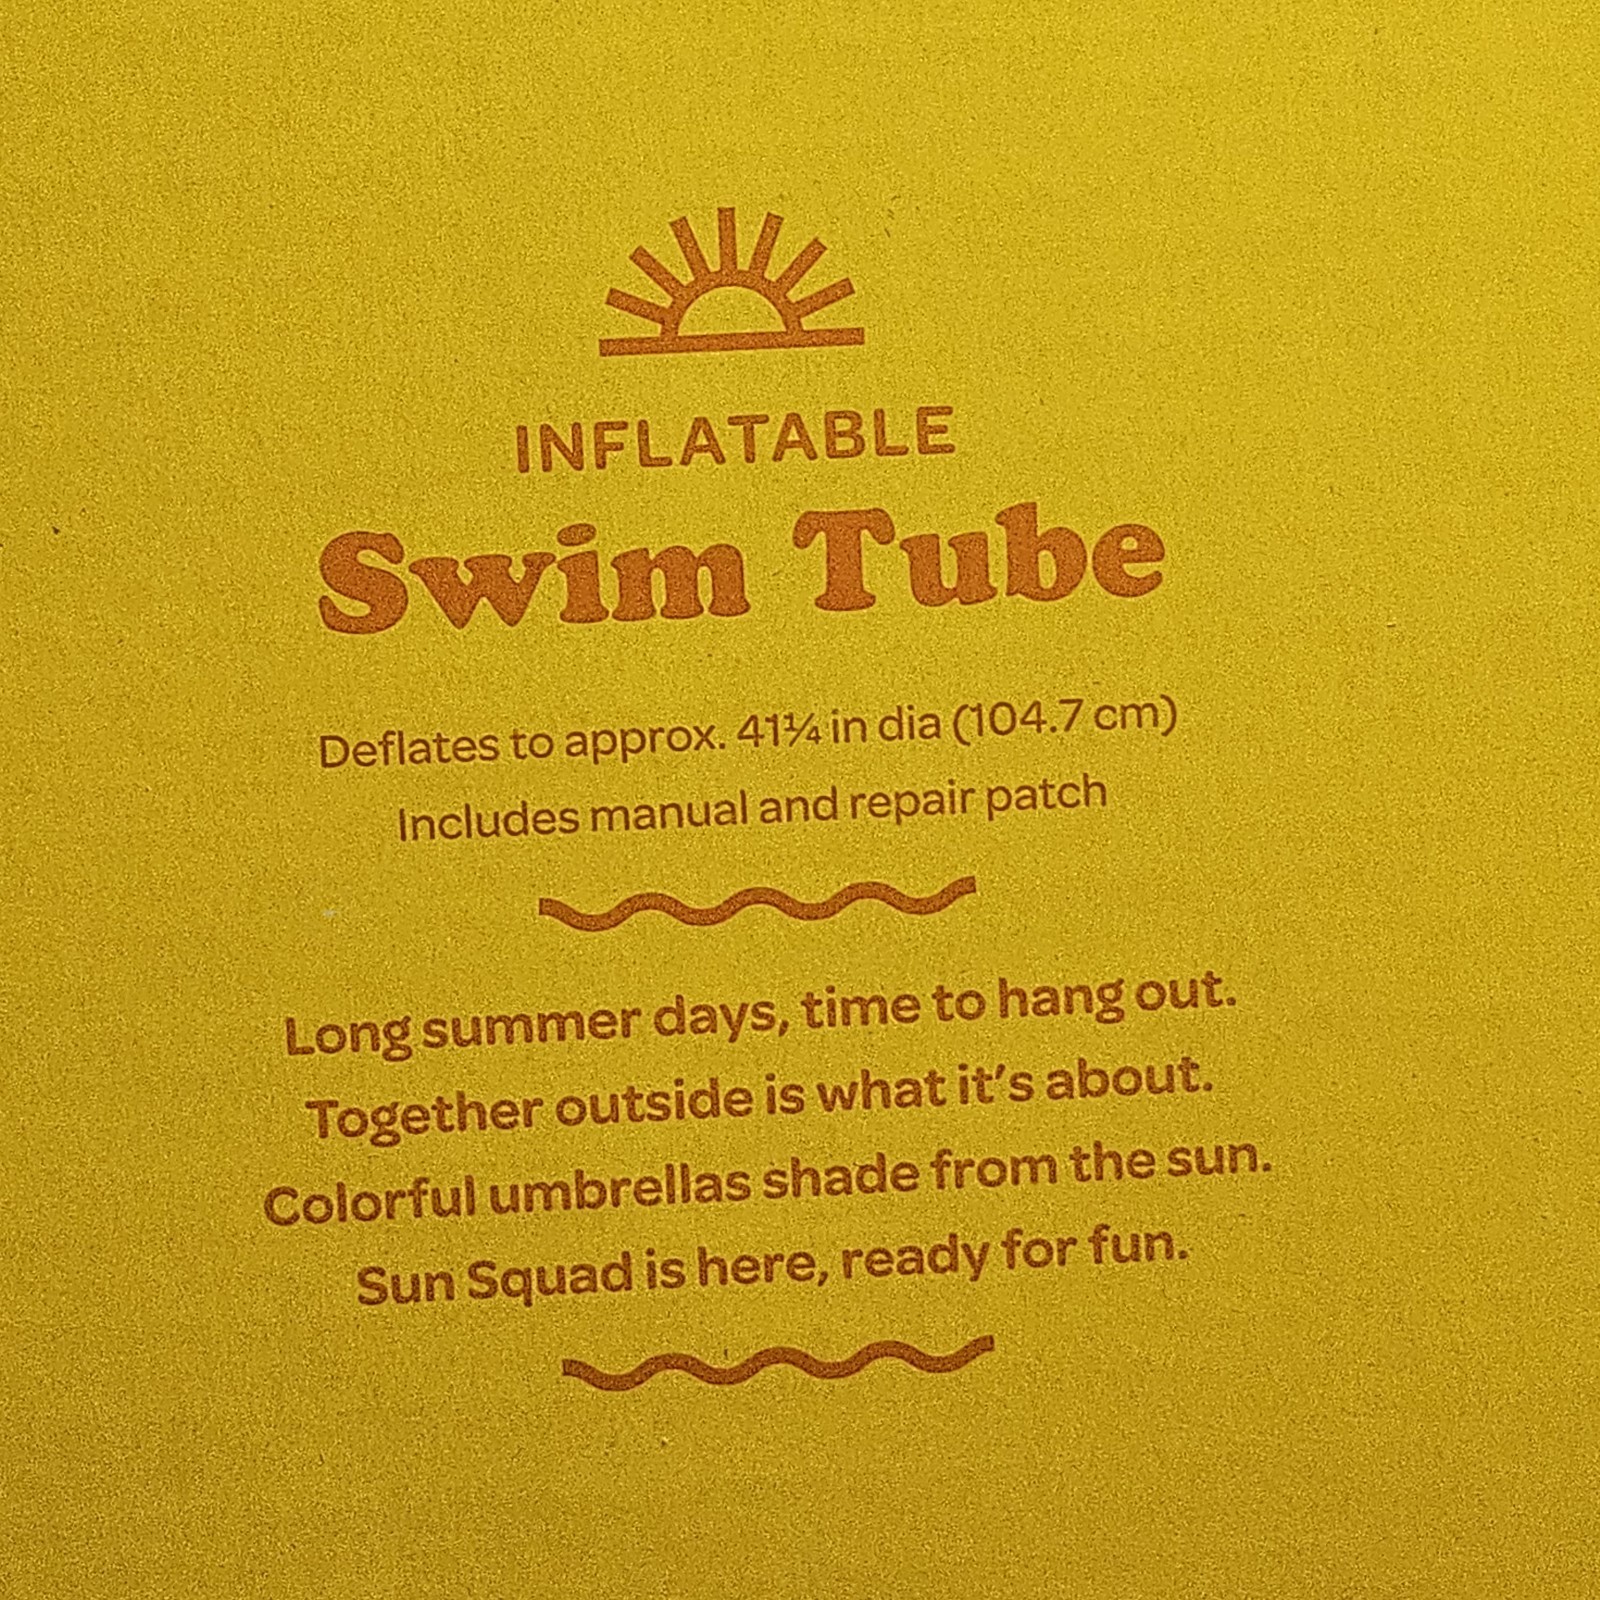 INFLATABLE
Swim Tube
Deflates to approx. 41¼ in dia (104.7 cm)
Includes manual and repair patch
Long summer days, time to hang out.
Together outside is what it’s about.
Colorful umbrellas shade from the sun.
Sun Squad is here, ready for fun.